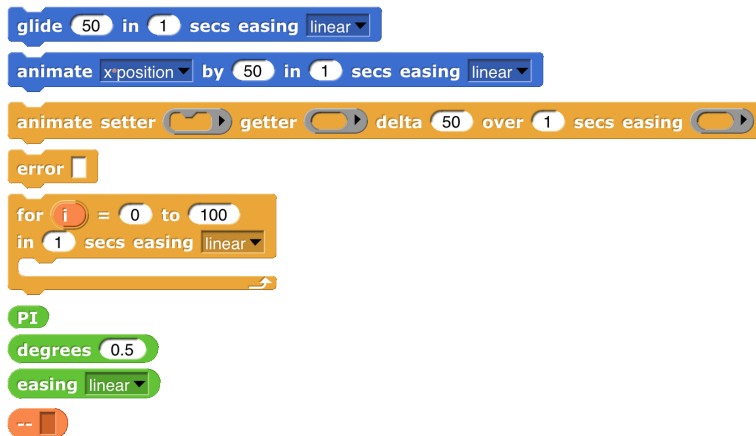 glide 50 in 1 secs easing linear
animate x position by 50 in 1 secs easing linear
animate setter getter delta 50 over 1 secs easing
error
for i = 0 to 100
in 1 secs easing linear
PI
degrees 0.5
easing linear
--